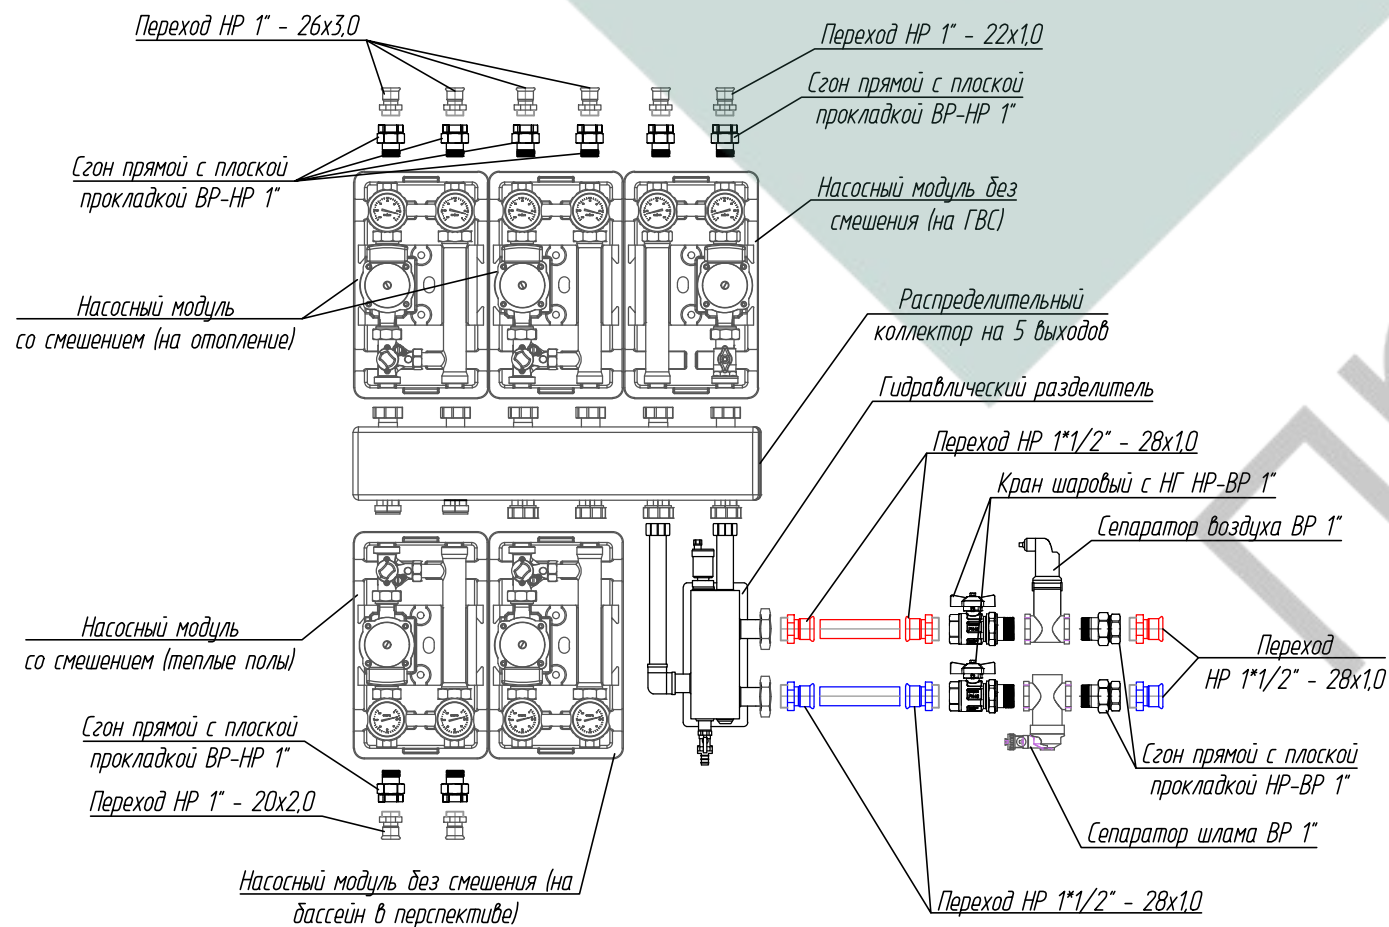 Переход НР 1" - 26х3,0
Переход НР 1" - 22х1,0
Сгон прямой с плоской
прокладкой ВР-НР 1"
Сгон прямой с плоской
прокладкой ВР-НР 1"
Насосный модуль без
смешения (на ГВС)
Насосный модуль
со смешением (на отопление)
Распределительный
коллектор на 5 выходов
Гидравлический разделитель
Переход НР 1*1/2" - 28х1,0
Кран шаровый с НГ НР-ВР 1"
Сепаратор воздуха ВР 1"
Насосный модуль
со смешением (теплые полы)
Переход
НР 1*1/2" - 28х1,0
Сгон прямой с плоской
прокладкой ВР-НР 1"
Сгон прямой с плоской
прокладкой НР-ВР 1"
Переход НР 1" - 20х2,0
Сепаратор шлама ВР 1"
Насосный модуль без смешения (на
бассейн в перспективе)
Переход НР 1*1/2" - 28х1,0